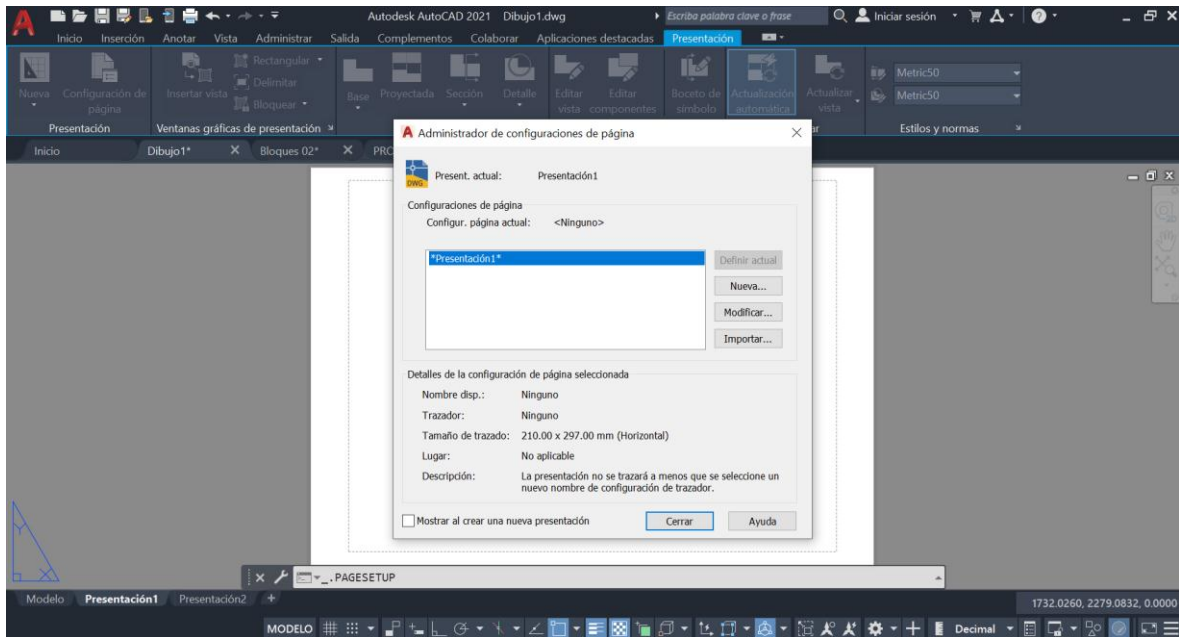 Autodesk AutoCAD 2021 Dibujo1.dwg Escriba palabra clave o frase Iniciar sesión
Inicio Inserción Anotar Vista Administrar Salida Complementos Colaborar Aplicaciones destacadas Presentación
Nueva
Configuración de página
Insertar vista
Rectangular
Delimitar
Bloquear
Base
Proyectada
Sección
Detalle
Editar vista
Editar componentes
Boceto de símbolo
Actualización automática
Actualizar vista
Metric50
Metric50
Presentación Ventanas gráficas de presentación ar Estilos y normas
Inicio Dibujo1* Bloques 02* PRO
Administrador de configuraciones de página
DWG
Present. actual: Presentación1
Configuraciones de página
Configur. página actual: <Ninguno>
*Presentación1*
Definir actual
Nueva...
Modificar...
Importar...
Detalles de la configuración de página seleccionada
Nombre disp.: Ninguno
Trazador: Ninguno
Tamaño de trazado: 210.00 x 297.00 mm (Horizontal)
Lugar: No aplicable
Descripción: La presentación no se trazará a menos que se seleccione un
nuevo nombre de configuración de trazador.
Mostrar al crear una nueva presentación Cerrar Ayuda
Y
X
_.PAGESETUP
Modelo Presentación1 Presentación2 + 1732.0260, 2279.0832, 0.0000
MODELO Decimal